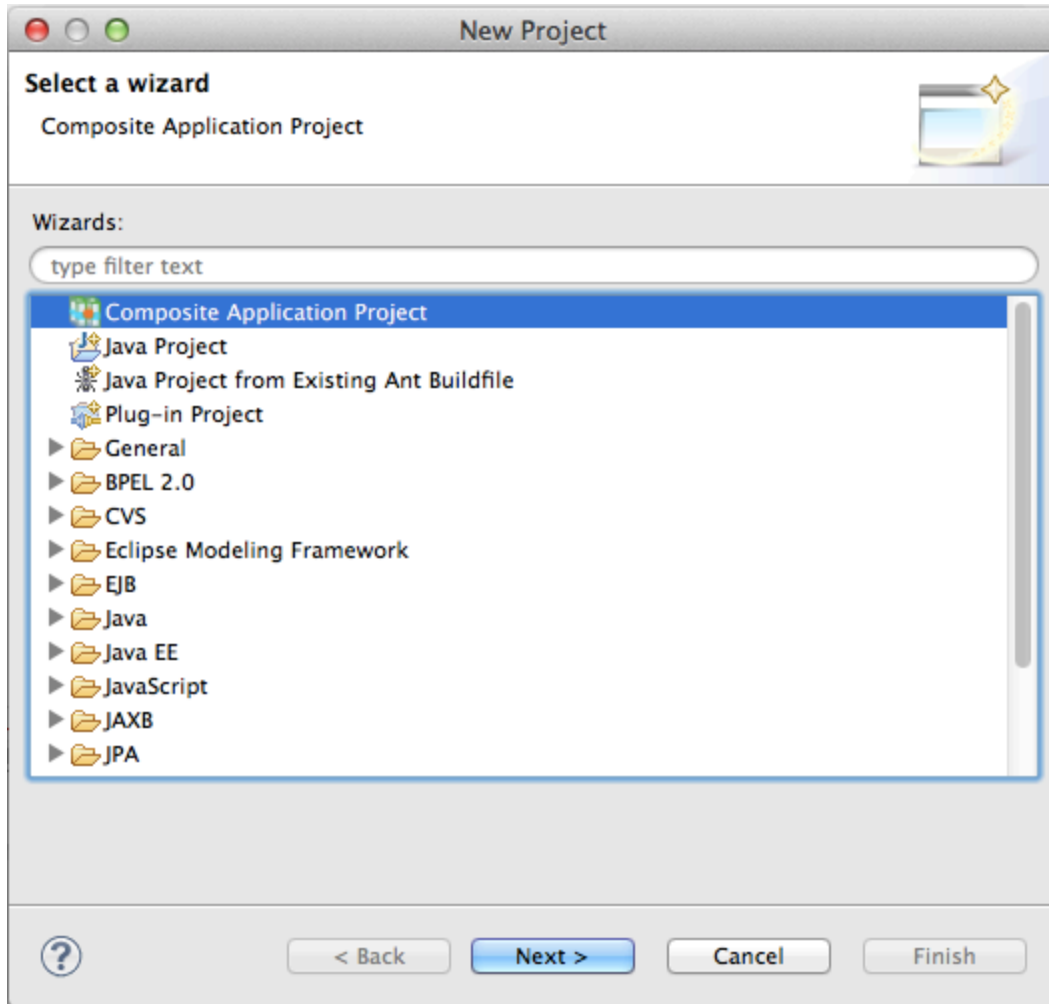 New Project
Select a wizard
Composite Application Project
Wizards:
type filter text
Composite Application Project
Java Project
Java Project from Existing Ant Buildfile
Plug-in Project
General
BPEL 2.0
CVS
Eclipse Modeling Framework
EJB
Java
Java EE
JavaScript
JAXB
JPA
? < Back Next > Cancel Finish